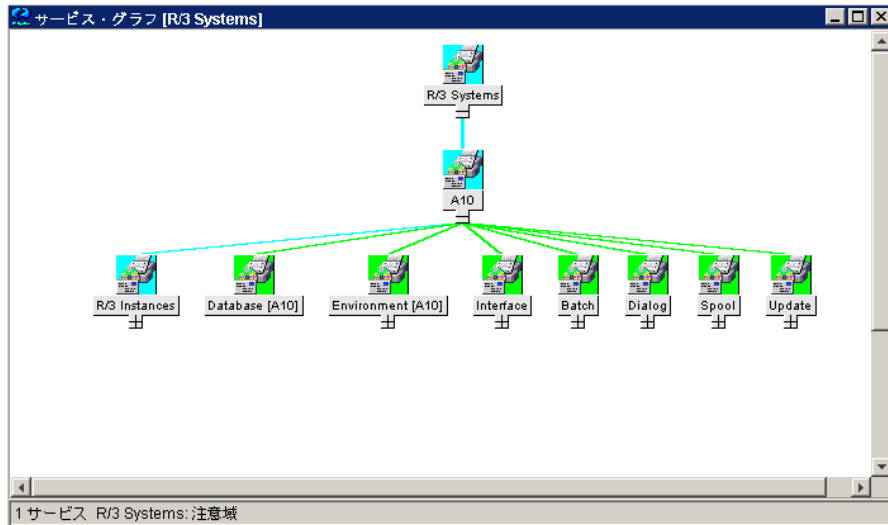 サービス・グラフ [R/3 Systems]
R/3 Systems
A10
R/3 Instances
Database [A10]
Environment [A10]
Interface
Batch
Dialog
Spool
Update
1 サービス R/3 Systems: 注意域